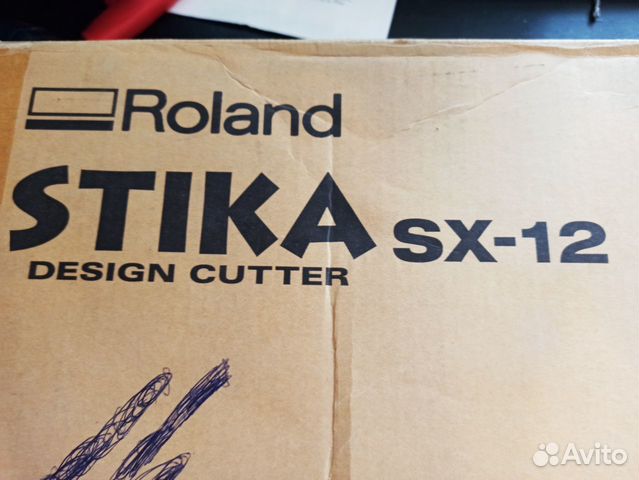 Roland
STIKA SX-12
DESIGN CUTTER
Avito